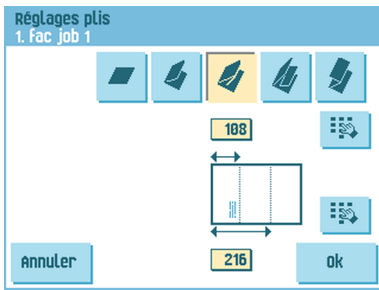 Réglages plis
1. Fac job 1
108
216
Annuler
Ok